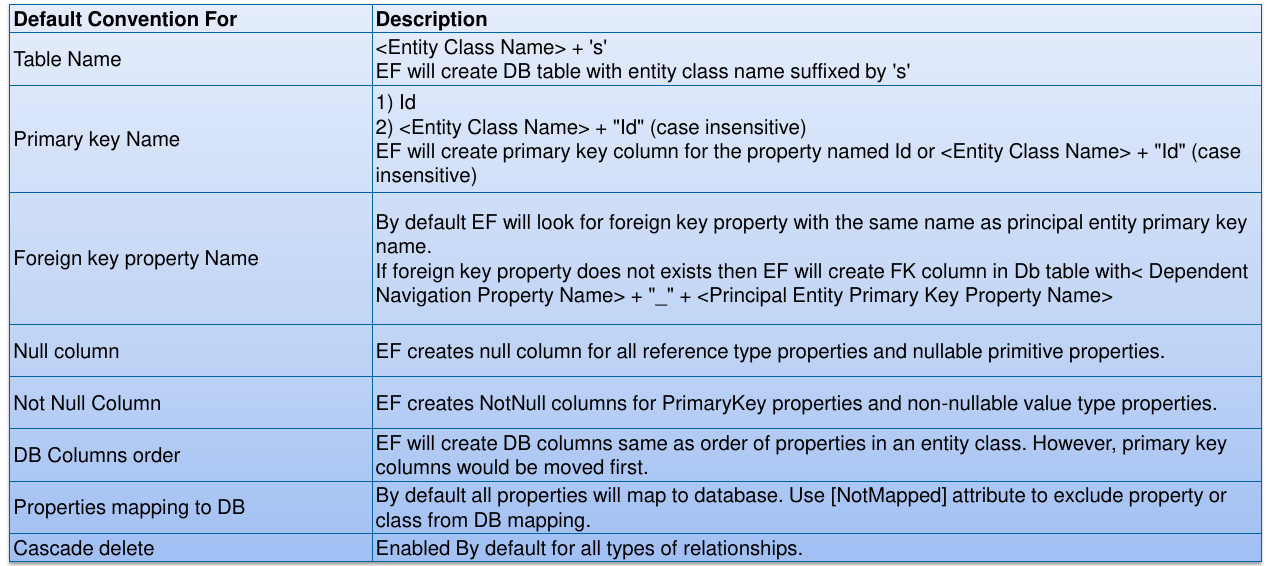 Default Convention For
Description
Table Name
<Entity Class Name> + 's'
EF will create DB table with entity class name suffixed by 's'
Primary key Name
1) Id
2) <Entity Class Name> + "Id" (case insensitive)
EF will create primary key column for the property named Id or <Entity Class Name> + "Id" (case
insensitive)
Foreign key property Name
By default EF will look for foreign key property with the same name as principal entity primary key
name.
If foreign key property does not exists then EF will create FK column in Db table with< Dependent
Navigation Property Name> + "_" + <Principal Entity Primary Key Property Name>
Null column
EF creates null column for all reference type properties and nullable primitive properties.
Not Null Column
EF creates NotNull columns for PrimaryKey properties and non-nullable value type properties.
DB Columns order
EF will create DB columns same as order of properties in an entity class. However, primary key
columns would be moved first.
Properties mapping to DB
By default all properties will map to database. Use [NotMapped] attribute to exclude property or
class from DB mapping.
Cascade delete
Enabled By default for all types of relationships.